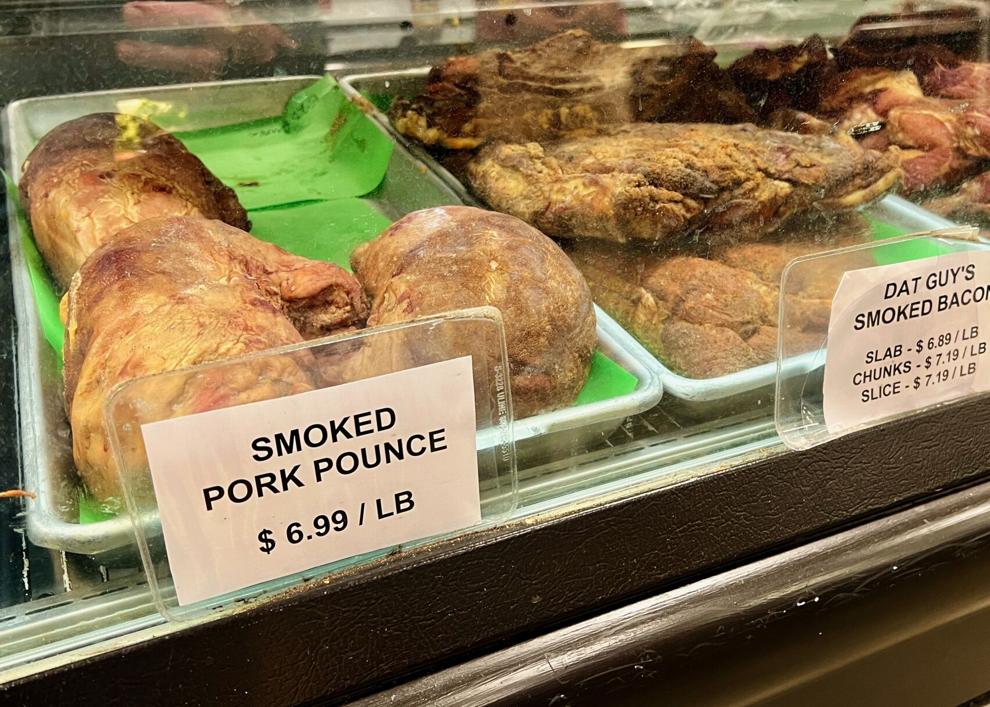 SMOKED
PORK POUNCE
$ 6.99 / LB
DAT GUY'S
SMOKED BACON
SLAB - $ 6.89 / LB
CHUNKS - $ 7.19 / LB
SLICE - $ 7.19 / LB